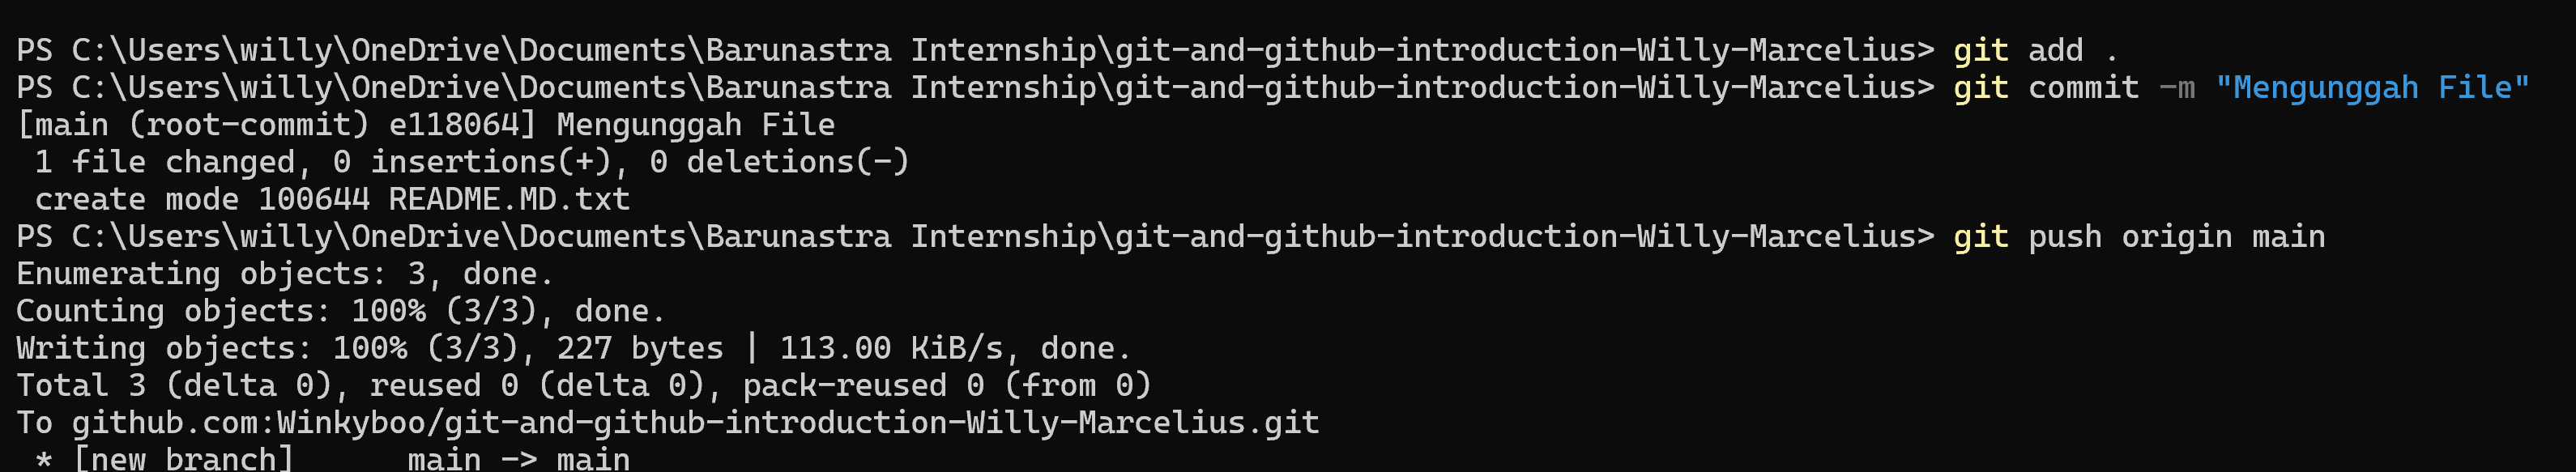 PS C:\Users\willy\OneDrive\Documents\Barunastra Internship\git-and-github-introduction-Willy-Marcelius> git add .
PS C:\Users\willy\OneDrive\Documents\Barunastra Internship\git-and-github-introduction-Willy-Marcelius> git commit -m "Mengunggah File"
[main (root-commit) e118064] Mengunggah File
 1 file changed, 0 insertions(+), 0 deletions(-)
 create mode 100644 README.MD.txt
PS C:\Users\willy\OneDrive\Documents\Barunastra Internship\git-and-github-introduction-Willy-Marcelius> git push origin main
Enumerating objects: 3, done.
Counting objects: 100% (3/3), done.
Writing objects: 100% (3/3), 227 bytes | 113.00 KiB/s, done.
Total 3 (delta 0), reused 0 (delta 0), pack-reused 0 (from 0)
To github.com:Winkyboo/git-and-github-introduction-Willy-Marcelius.git
 * [new branch]      main -> main